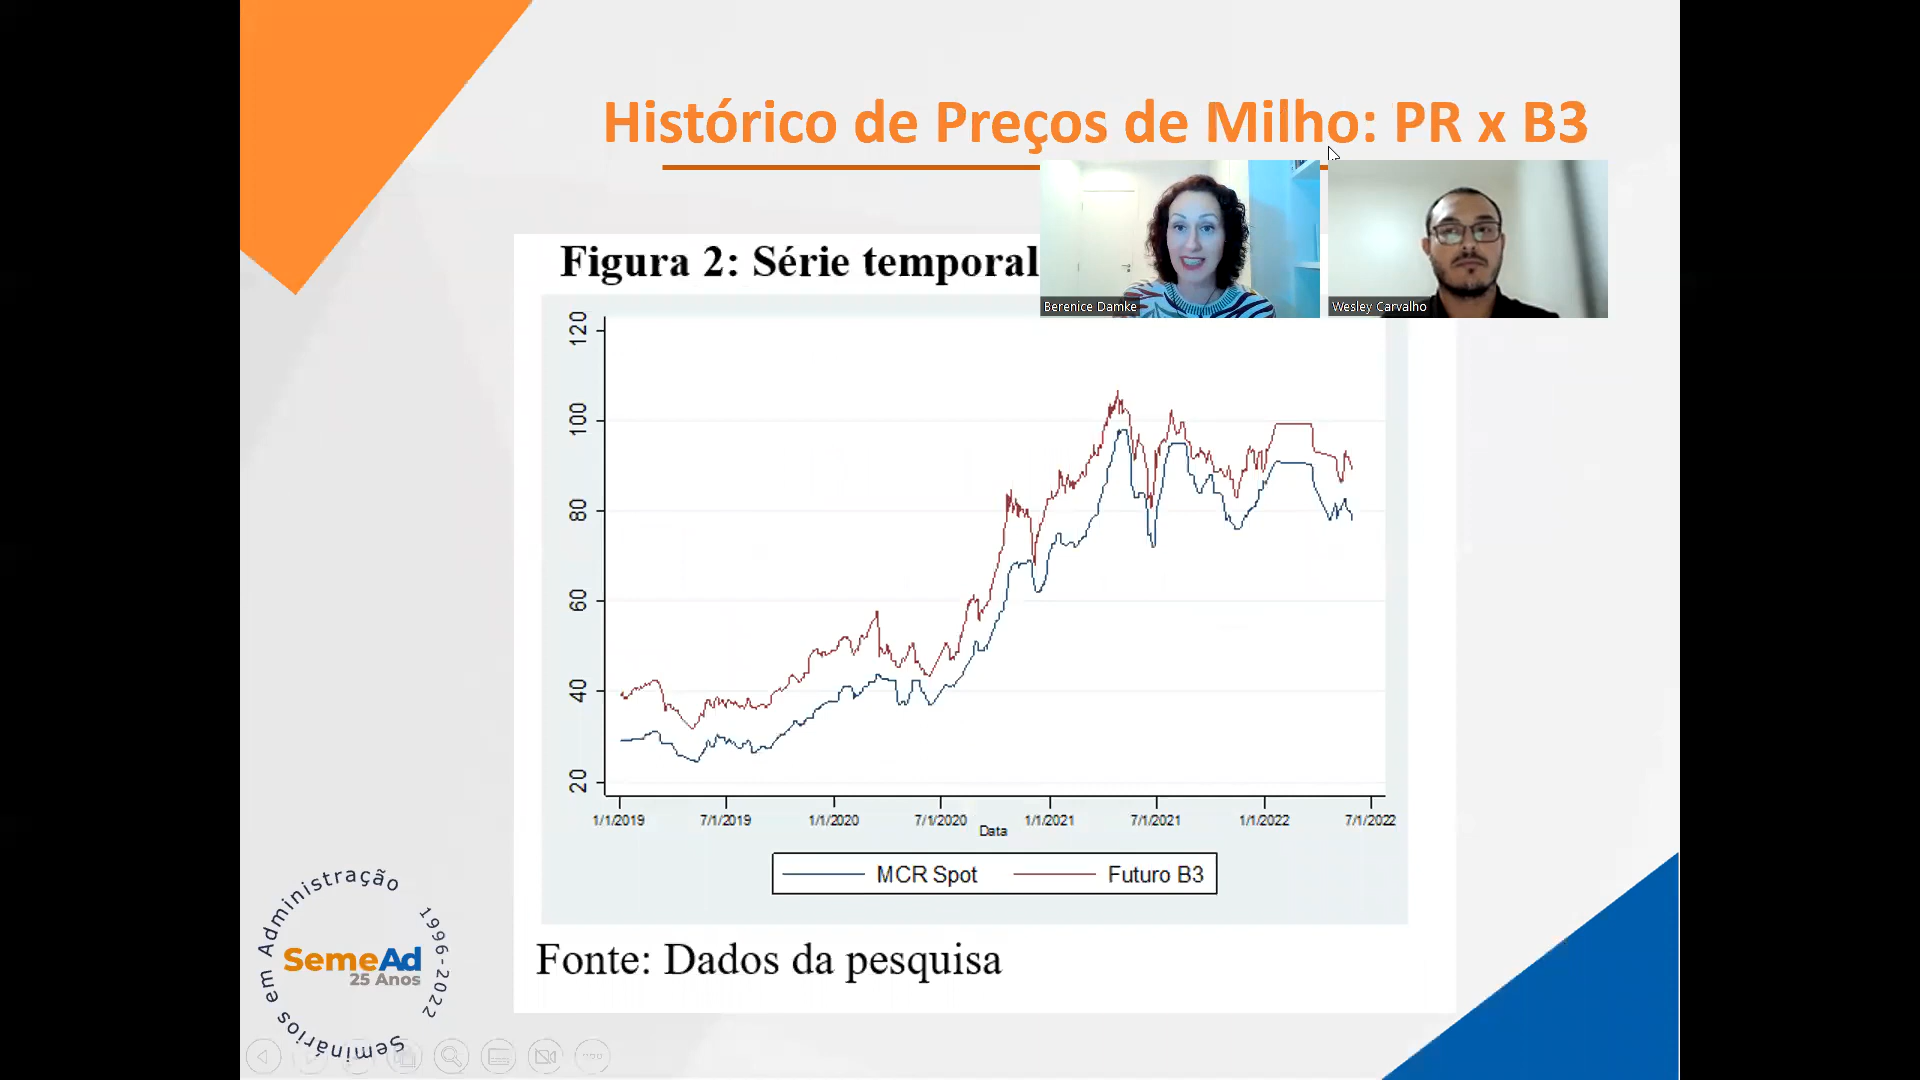 Histórico de Preços de Milho: PR x B3
Berenice Damke
Wesley Carvalho
Figura 2: Série temporal
120
100
80
60
40
20
1/1/2019
7/1/2019
1/1/2020
7/1/2020
1/1/2021
7/1/2021
1/1/2022
7/1/2022
Data
MCR Spot
Futuro B3
Fonte: Dados da pesquisa
Seminários em Administração
1996-2022
SemeAd
25 Anos